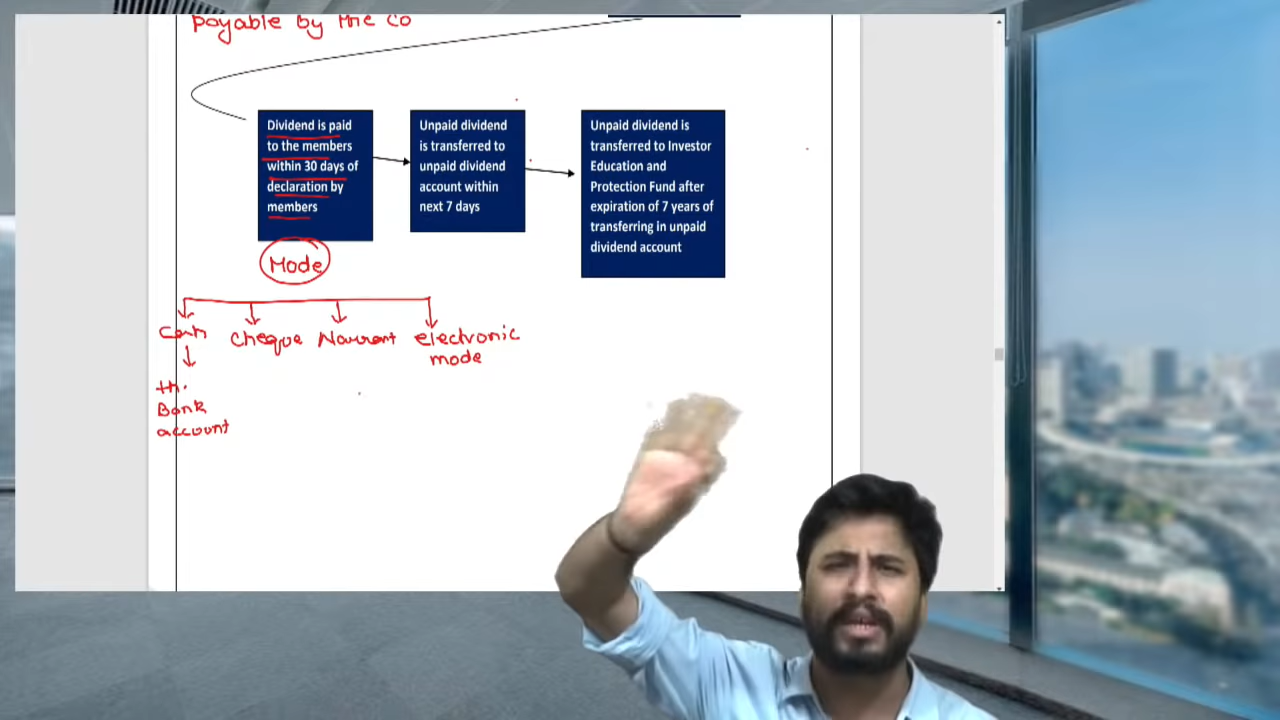 payable by the co
Dividend is paid
to the members
within 30 days of
declaration by
members
Unpaid dividend
is transferred to
unpaid dividend
account within
next 7 days
Unpaid dividend is
transferred to Investor
Education and
Protection Fund after
expiration of 7 years of
transferring in unpaid
dividend account
Mode
Cash
Cheque
Warrant
electronic
mode
th.
Bank
account